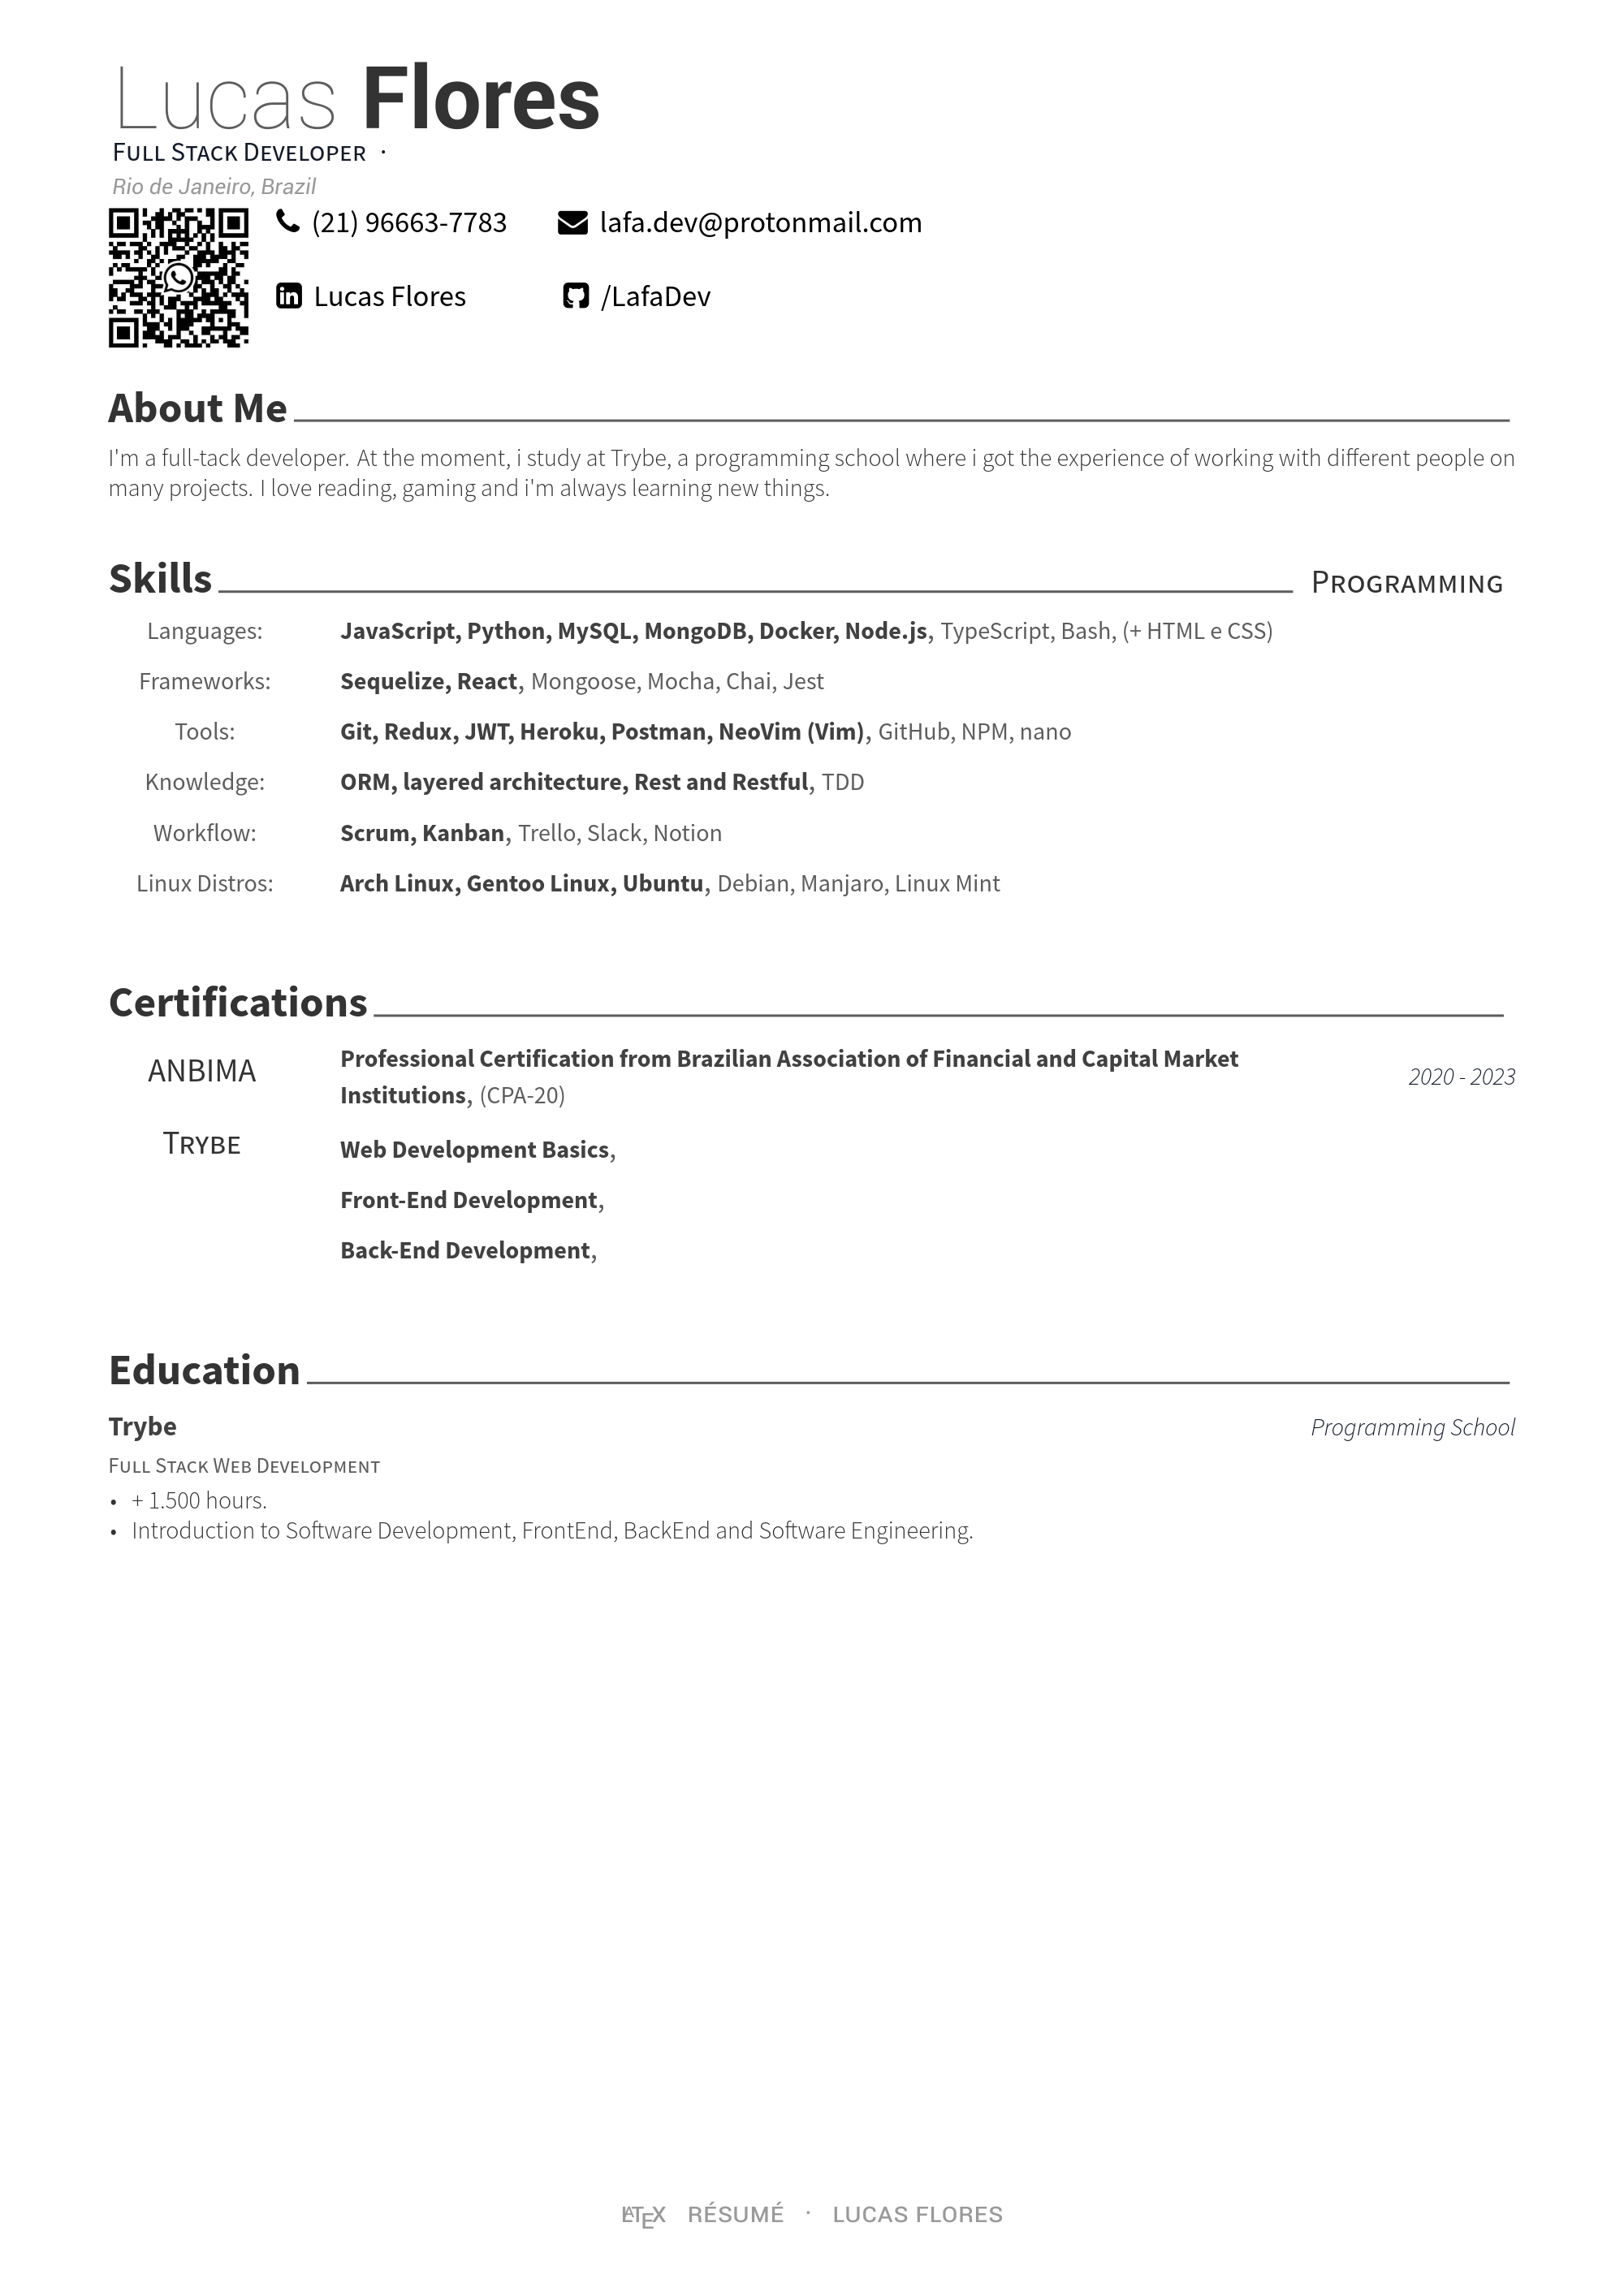 Lucas Flores
Full Stack Developer ·
Rio de Janeiro, Brazil
(21) 96663-7783 lafa.dev@protonmail.com
Lucas Flores /LafaDev
About Me
I'm a full-tack developer. At the moment, i study at Trybe, a programming school where i got the experience of working with different people on
many projects. I love reading, gaming and i'm always learning new things.
Skills Programming
Languages: JavaScript, Python, MySQL, MongoDB, Docker, Node.js, TypeScript, Bash, (+ HTML e CSS)
Frameworks: Sequelize, React, Mongoose, Mocha, Chai, Jest
Tools: Git, Redux, JWT, Heroku, Postman, NeoVim (Vim), GitHub, NPM, nano
Knowledge: ORM, layered architecture, Rest and Restful, TDD
Workflow: Scrum, Kanban, Trello, Slack, Notion
Linux Distros: Arch Linux, Gentoo Linux, Ubuntu, Debian, Manjaro, Linux Mint
Certifications
ANBIMA Professional Certification from Brazilian Association of Financial and Capital Market
Institutions, (CPA-20) 2020 - 2023
Trybe Web Development Basics,
Front-End Development,
Back-End Development,
Education
Trybe Programming School
Full Stack Web Development
• + 1.500 hours.
• Introduction to Software Development, FrontEnd, BackEnd and Software Engineering.
LATEX RÉSUMÉ · LUCAS FLORES